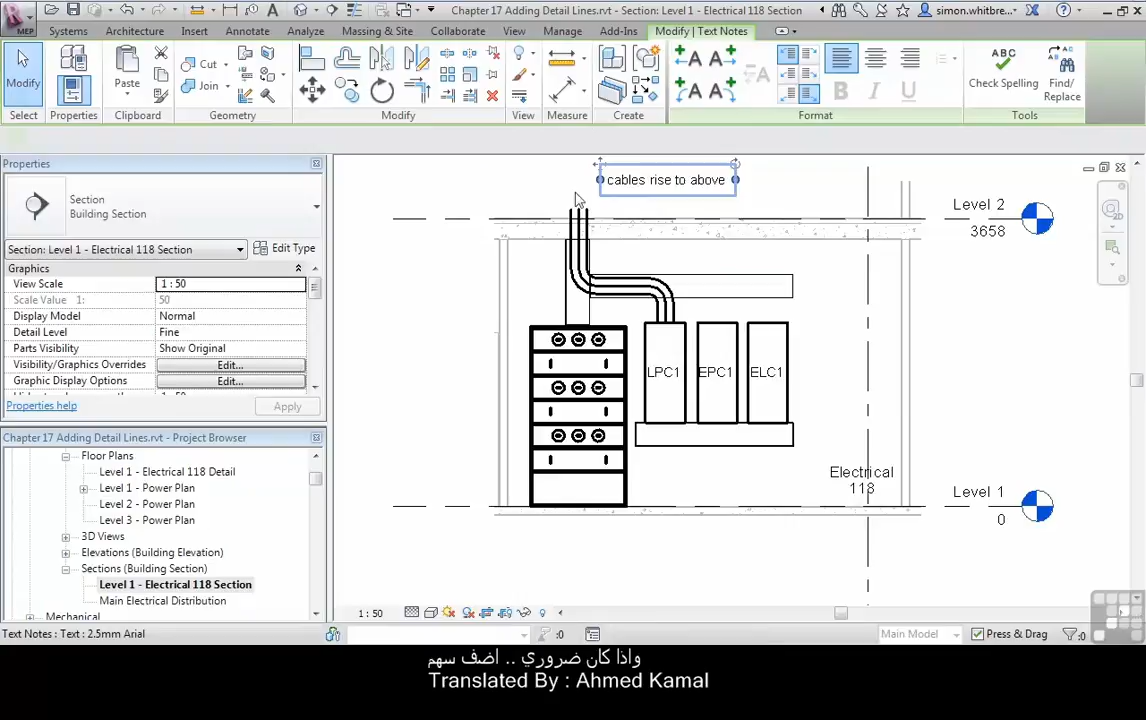 Chapter 17 Adding Detail Lines.rvt - Section: Level 1 - Electrical 118 Section
simon.whitbre...
MEP
Systems Architecture Insert Annotate Analyze Massing & Site Collaborate View Manage Add-Ins Modify | Text Notes
Modify
Paste
Cut
Join
ABC
Check Spelling
Find/
Replace
Select Properties Clipboard Geometry Modify View Measure Create Format Tools
Properties
Section
Building Section
Section: Level 1 - Electrical 118 Section
Edit Type
Graphics
View Scale 1 : 50
Scale Value 1: 50
Display Model Normal
Detail Level Fine
Parts Visibility Show Original
Visibility/Graphics Overrides Edit...
Graphic Display Options Edit...
Properties help
Apply
Chapter 17 Adding Detail Lines.rvt - Project Browser
Floor Plans
Level 1 - Electrical 118 Detail
Level 1 - Power Plan
Level 2 - Power Plan
Level 3 - Power Plan
3D Views
Elevations (Building Elevation)
Sections (Building Section)
Level 1 - Electrical 118 Section
Main Electrical Distribution
Mechanical
cables rise to above
Level 2
3658
LPC1 EPC1 ELC1
Electrical
118
Level 1
0
1 : 50
Text Notes : Text : 2.5mm Arial
:0
Main Model
Press & Drag
:0
واذا كان ضروري .. اضف سهم
Translated By : Ahmed Kamal